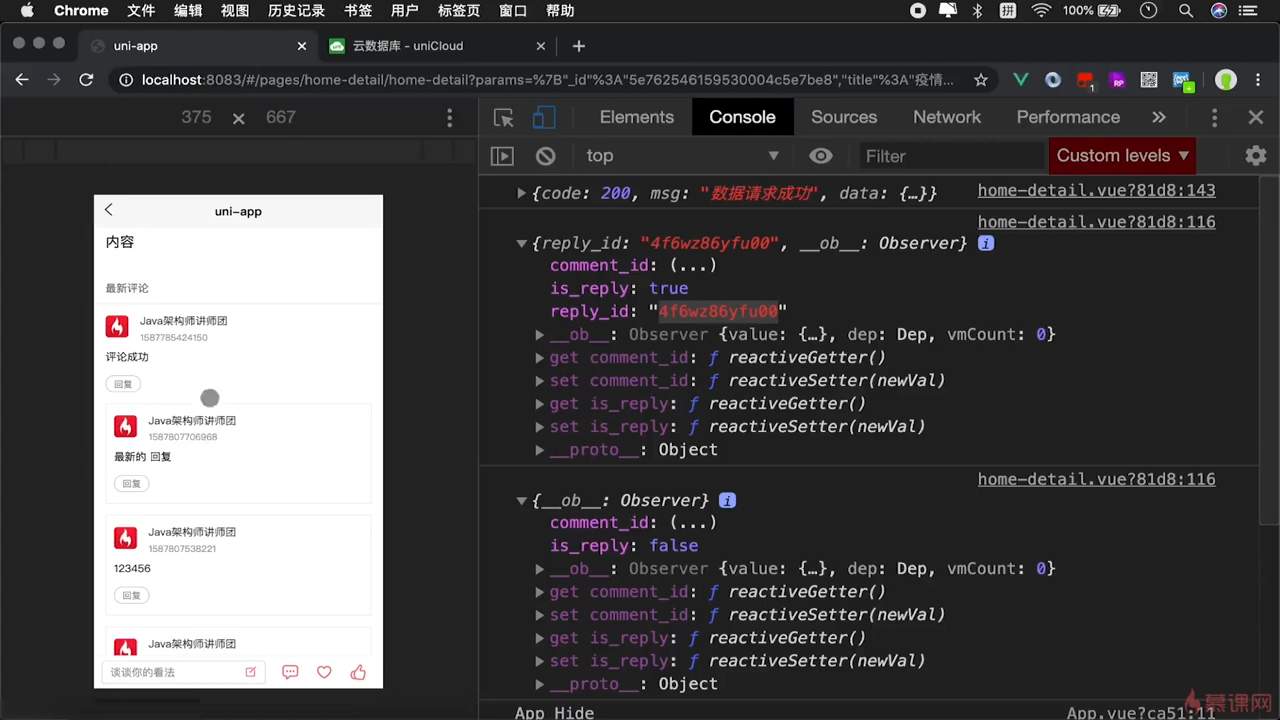 Chrome 文件 编辑 视图 历史记录 书签 用户 标签页 窗口 帮助 拼 100%
uni-app 云数据库 - uniCloud
localhost:8083/#/pages/home-detail/home-detail?params=%7B"_id"%3A"5e762546159530004c5e7be8","title"%3A"疫情…
375 × 667
uni-app
内容
最新评论
Java架构师讲师团
1587785424150
评论成功
回复
Java架构师讲师团
1587807706968
最新的 回复
回复
Java架构师讲师团
1587807538221
123456
回复
Java架构师讲师团
谈谈你的看法
Elements Console Sources Network Performance
top Filter Custom levels ▼
{code: 200, msg: "数据请求成功", data: {…}} home-detail.vue?81d8:143
home-detail.vue?81d8:116
{reply_id: "4f6wz86yfu00", __ob__: Observer}
comment_id: (...)
is_reply: true
reply_id: "4f6wz86yfu00"
__ob__: Observer {value: {…}, dep: Dep, vmCount: 0}
get comment_id: ƒ reactiveGetter()
set comment_id: ƒ reactiveSetter(newVal)
get is_reply: ƒ reactiveGetter()
set is_reply: ƒ reactiveSetter(newVal)
__proto__: Object
home-detail.vue?81d8:116
{__ob__: Observer}
comment_id: (...)
is_reply: false
__ob__: Observer {value: {…}, dep: Dep, vmCount: 0}
get comment_id: ƒ reactiveGetter()
set comment_id: ƒ reactiveSetter(newVal)
get is_reply: ƒ reactiveGetter()
set is_reply: ƒ reactiveSetter(newVal)
__proto__: Object
App Hide App.vue?ca51:11
慕课网